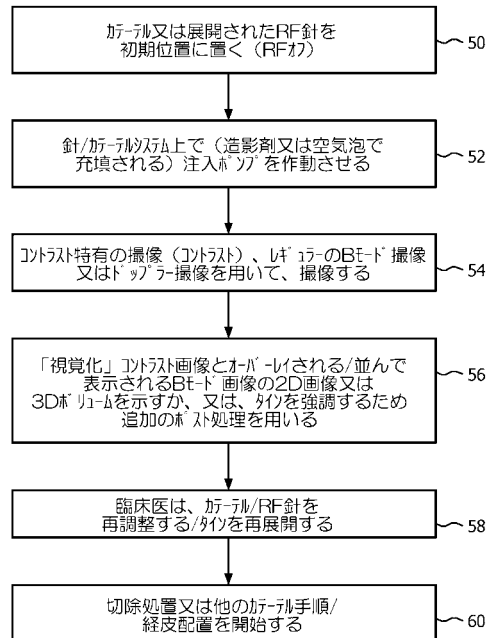 カテーテル又は展開されたRF針を
初期位置に置く（RFオフ）
50
針/カテーテルシステム上で（造影剤又は空気泡で
充填される）注入ポンプを作動させる
52
コントラスト特有の撮像（コントラスト）、レギュラーのBモード撮像
又はドップラー撮像を用いて、撮像する
54
「視覚化」コントラスト画像とオーバーレイされる/並んで
表示されるBモード画像の2D画像又は
3Dボリュームを示すか、又は、タインを強調するため
追加のポスト処理を用いる
56
臨床医は、カテーテル/RF針を
再調整する/タインを再展開する
58
切除処置又は他のカテーテル手順/
経皮配置を開始する
60